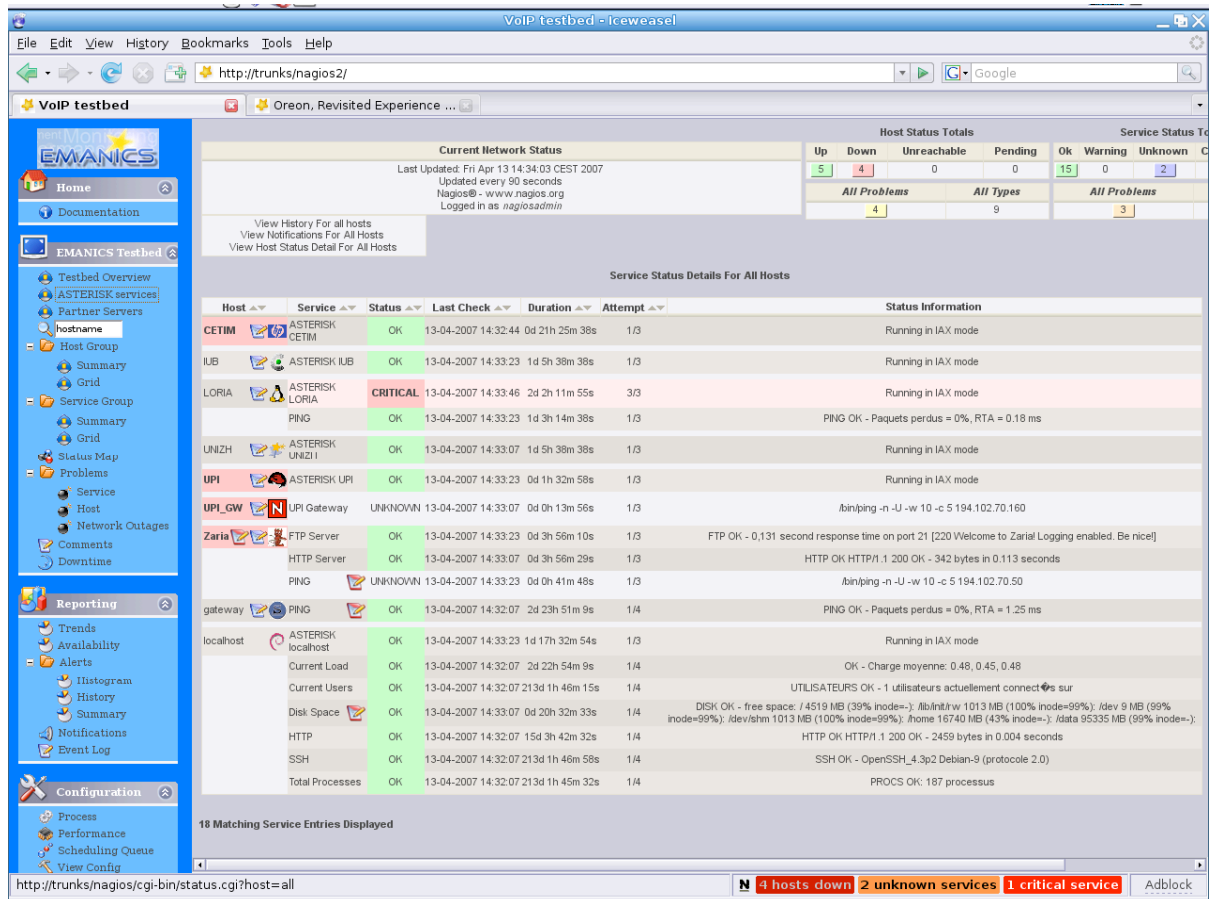 VoIP testbed - Iceweasel
File Edit View History Bookmarks Tools Help
http://trunks/nagios2/
Google
VoIP testbed
Oreon, Revisited Experience ...
EMANICS
Home
Documentation
EMANICS Testbed
Testbed Overview
ASTERISK services
Partner Servers
hostname
Host Group
Summary
Grid
Service Group
Summary
Grid
Status Map
Problems
Service
Host
Network Outages
Comments
Downtime
Reporting
Trends
Availability
Alerts
Histogram
History
Summary
Notifications
Event Log
Configuration
Process
Performance
Scheduling Queue
View Config
Current Network Status
Last Updated: Fri Apr 13 14:34:03 CEST 2007
Updated every 90 seconds
Nagios® - www.nagios.org
Logged in as nagiosadmin
View History For all hosts
View Notifications For All Hosts
View Host Status Detail For All Hosts
Host Status Totals
Up Down Unreachable Pending
5 4 0 0
All Problems All Types
4 9
Service Status To
Ok Warning Unknown C
15 0 2
All Problems
3
Service Status Details For All Hosts
Host Service Status Last Check Duration Attempt Status Information
CETIM ASTERISK CETIM OK 13-04-2007 14:32:44 0d 21h 25m 38s 1/3 Running in IAX mode
IUB ASTERISK IUB OK 13-04-2007 14:33:23 1d 5h 38m 38s 1/3 Running in IAX mode
LORIA ASTERISK LORIA CRITICAL 13-04-2007 14:33:46 2d 2h 11m 55s 3/3 Running in IAX mode
PING OK 13-04-2007 14:33:23 1d 3h 14m 38s 1/3 PING OK - Paquets perdus = 0%, RTA = 0.18 ms
UNIZH ASTERISK UNIZH OK 13-04-2007 14:33:07 1d 5h 38m 38s 1/3 Running in IAX mode
UPI ASTERISK UPI OK 13-04-2007 14:33:23 0d 1h 32m 58s 1/3 Running in IAX mode
UPI_GW UPI Gateway UNKNOWN 13-04-2007 14:33:07 0d 0h 13m 56s 1/3 /bin/ping -n -U -w 10 -c 5 194.102.70.160
Zaria FTP Server OK 13-04-2007 14:33:23 0d 3h 56m 10s 1/3 FTP OK - 0,131 second response time on port 21 [220 Welcome to Zaria! Logging enabled. Be nice!]
HTTP Server OK 13-04-2007 14:33:07 0d 3h 56m 29s 1/3 HTTP OK HTTP/1.1 200 OK - 342 bytes in 0.113 seconds
PING UNKNOWN 13-04-2007 14:33:23 0d 0h 41m 48s 1/3 /bin/ping -n -U -w 10 -c 5 194.102.70.50
gateway PING OK 13-04-2007 14:32:07 2d 23h 51m 9s 1/4 PING OK - Paquets perdus = 0%, RTA = 1.25 ms
localhost ASTERISK localhost OK 13-04-2007 14:33:23 1d 17h 32m 54s 1/3 Running in IAX mode
Current Load OK 13-04-2007 14:32:07 2d 22h 54m 9s 1/4 OK - Charge moyenne: 0.48, 0.45, 0.48
Current Users OK 13-04-2007 14:32:07 213d 1h 46m 15s 1/4 UTILISATEURS OK - 1 utilisateurs actuellement connect�s sur
Disk Space OK 13-04-2007 14:33:07 0d 20h 32m 33s 1/4 DISK OK - free space: / 4519 MB (39% inode=-): /lib/init/rw 1013 MB (100% inode=99%): /dev 9 MB (99% inode=99%): /dev/shm 1013 MB (100% inode=99%): /home 16740 MB (43% inode=-): /data 95335 MB (99% inode=-):
HTTP OK 13-04-2007 14:32:07 15d 3h 42m 32s 1/4 HTTP OK HTTP/1.1 200 OK - 2459 bytes in 0.004 seconds
SSH OK 13-04-2007 14:32:07 213d 1h 46m 58s 1/4 SSH OK - OpenSSH_4.3p2 Debian-9 (protocole 2.0)
Total Processes OK 13-04-2007 14:32:07 213d 1h 45m 32s 1/4 PROCS OK: 187 processus
18 Matching Service Entries Displayed
http://trunks/nagios/cgi-bin/status.cgi?host=all
N 4 hosts down 2 unknown services 1 critical service Adblock